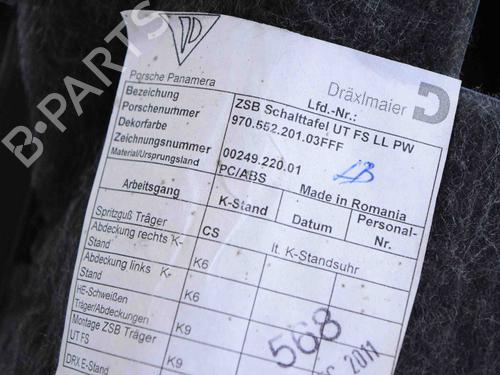 B-PARTS
Porsche Panamera
Dräxlmaier
Lfd.-Nr.:
Bezeichnung ZSB Schalttafel UT FS LL PW
Porschenummer 970.552.201.03FFF
Dekorfarbe
Zeichnungsnummer 00249.220.01
Material/Ursprungsland PC/ABS Made in Romania
Arbeitsgang K-Stand Datum Personal-
Nr.
Spritzguß Träger CS lt. K-Standsuhr
Abdeckung rechts K-
Stand K6
Abdeckung links K-
Stand K6
HE-Schweißen
Träger/Abdeckungen K9
Montage ZSB Träger
UT FS K9
DRX E-Stand
568
2011